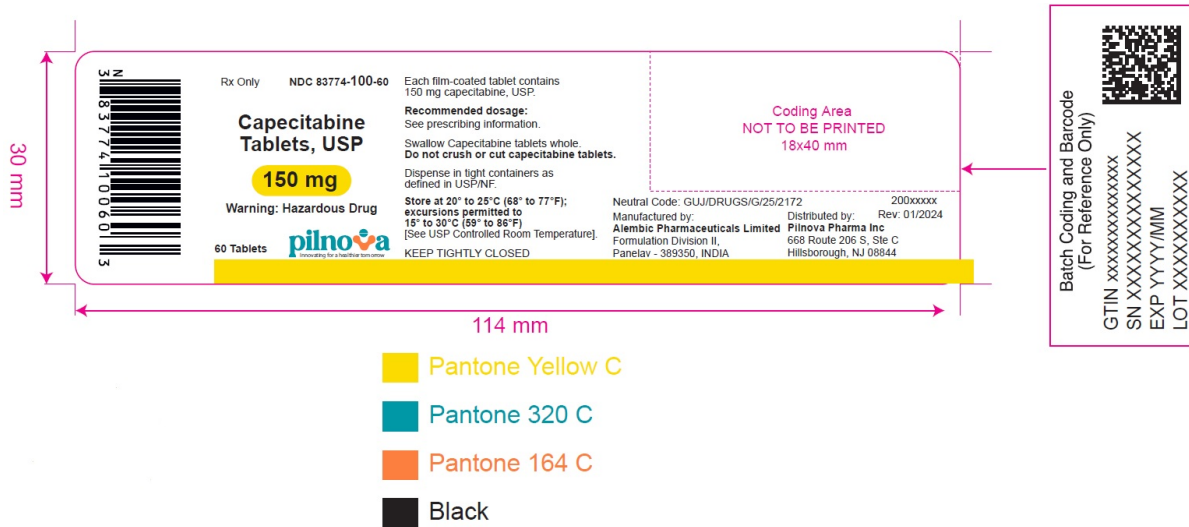 30 mm
N
3 83774 10060 3
Rx Only NDC 83774-100-60
Capecitabine
Tablets, USP
150 mg
Warning: Hazardous Drug
60 Tablets
pilnova
Innovating for a healthier tomorrow
Each film-coated tablet contains
150 mg capecitabine, USP.
Recommended dosage:
See prescribing information.
Swallow Capecitabine tablets whole.
Do not crush or cut capecitabine tablets.
Dispense in tight containers as
defined in USP/NF.
Store at 20° to 25°C (68° to 77°F);
excursions permitted to
15° to 30°C (59° to 86°F)
[See USP Controlled Room Temperature].
KEEP TIGHTLY CLOSED
Coding Area
NOT TO BE PRINTED
18x40 mm
Neutral Code: GUJ/DRUGS/G/25/2172
Manufactured by:
Alembic Pharmaceuticals Limited
Formulation Division II,
Panelav - 389350, INDIA
200xxxxx
Rev: 01/2024
Distributed by:
Pilnova Pharma Inc
668 Route 206 S, Ste C
Hillsborough, NJ 08844
Batch Coding and Barcode
(For Reference Only)
GTIN xxxxxxxxxxxxxx
SN XXXXXXXXXXXXXX
EXP YYYY/MM
LOT XXXXXXXXXX
114 mm
Pantone Yellow C
Pantone 320 C
Pantone 164 C
Black